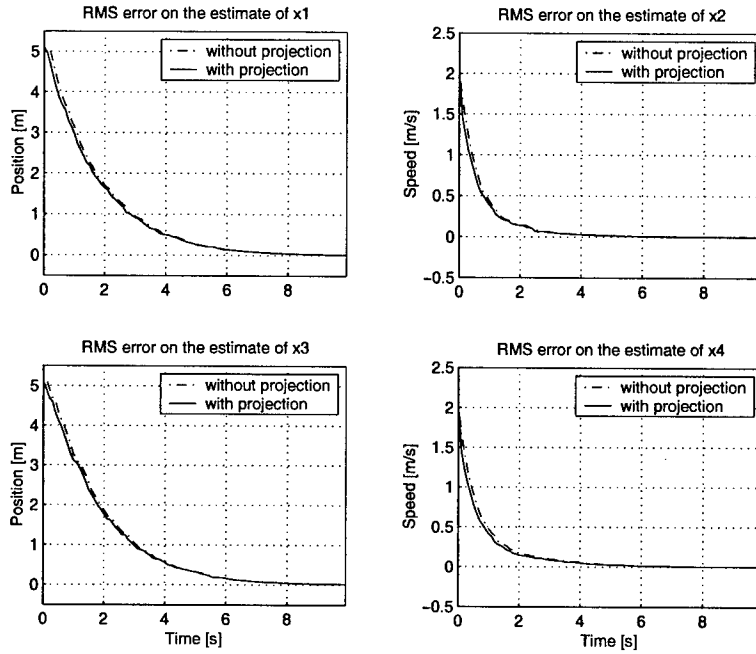 RMS error on the estimate of x1
without projection
with projection
Position [m]
5
4
3
2
1
0
0 2 4 6 8
RMS error on the estimate of x2
without projection
with projection
Speed [m/s]
2.5
2
1.5
1
0.5
0
−0.5
0 2 4 6 8
RMS error on the estimate of x3
without projection
with projection
Position [m]
5
4
3
2
1
0
0 2 4 6 8
Time [s]
RMS error on the estimate of x4
without projection
with projection
Speed [m/s]
2.5
2
1.5
1
0.5
0
−0.5
0 2 4 6 8
Time [s]